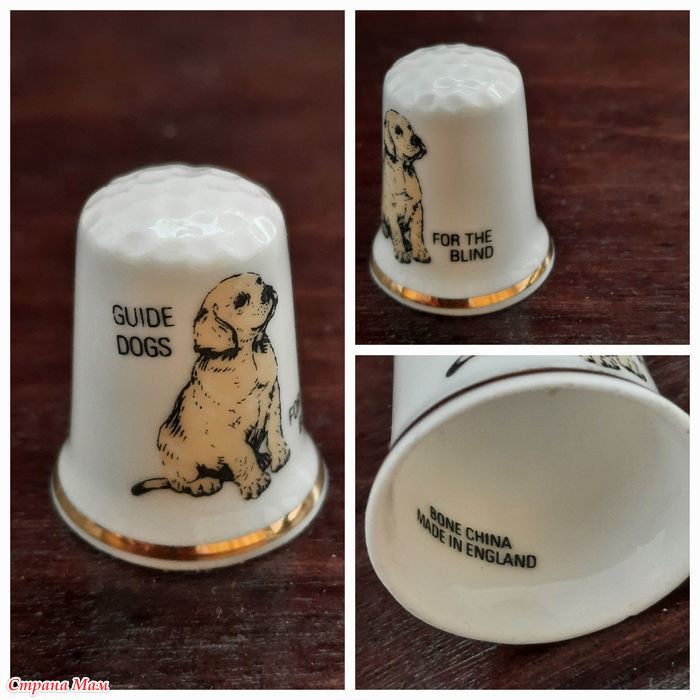 GUIDE
DOGS
FOR THE
BLIND
BONE CHINA
MADE IN ENGLAND
Страна Мам